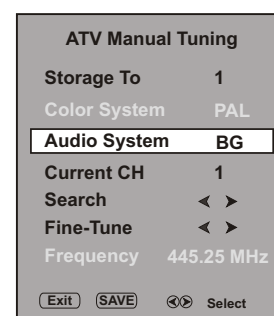 ATV Manual Tuning
Storage To 1
Color System PAL
Audio System BG
Current CH 1
Search
Fine-Tune
Frequency 445.25 MHz
Exit SAVE Select